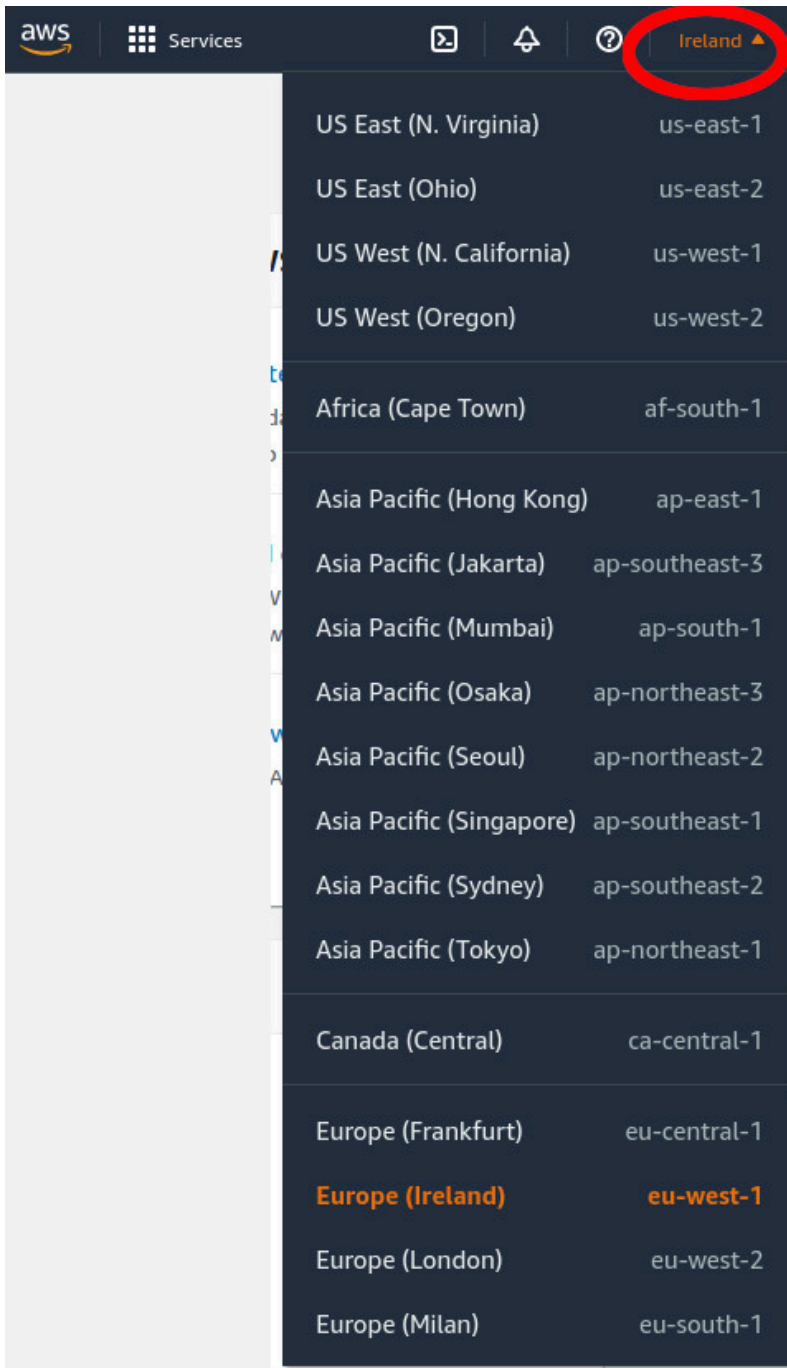 aws Services Ireland
US East (N. Virginia) us-east-1
US East (Ohio) us-east-2
US West (N. California) us-west-1
US West (Oregon) us-west-2
Africa (Cape Town) af-south-1
Asia Pacific (Hong Kong) ap-east-1
Asia Pacific (Jakarta) ap-southeast-3
Asia Pacific (Mumbai) ap-south-1
Asia Pacific (Osaka) ap-northeast-3
Asia Pacific (Seoul) ap-northeast-2
Asia Pacific (Singapore) ap-southeast-1
Asia Pacific (Sydney) ap-southeast-2
Asia Pacific (Tokyo) ap-northeast-1
Canada (Central) ca-central-1
Europe (Frankfurt) eu-central-1
Europe (Ireland) eu-west-1
Europe (London) eu-west-2
Europe (Milan) eu-south-1